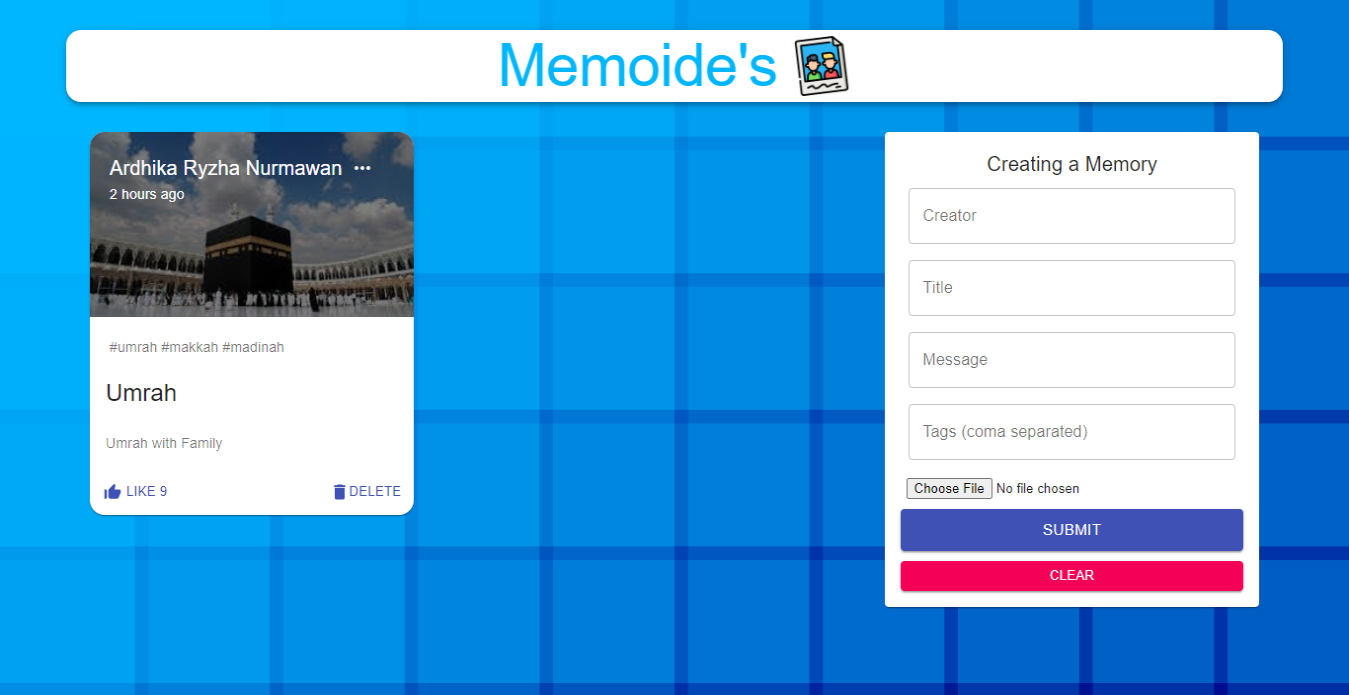 Memoide's
Ardhika Ryzha Nurmawan
2 hours ago
#umrah #makkah #madinah
Umrah
Umrah with Family
LIKE 9
DELETE
Creating a Memory
Creator
Title
Message
Tags (coma separated)
Choose File No file chosen
SUBMIT
CLEAR